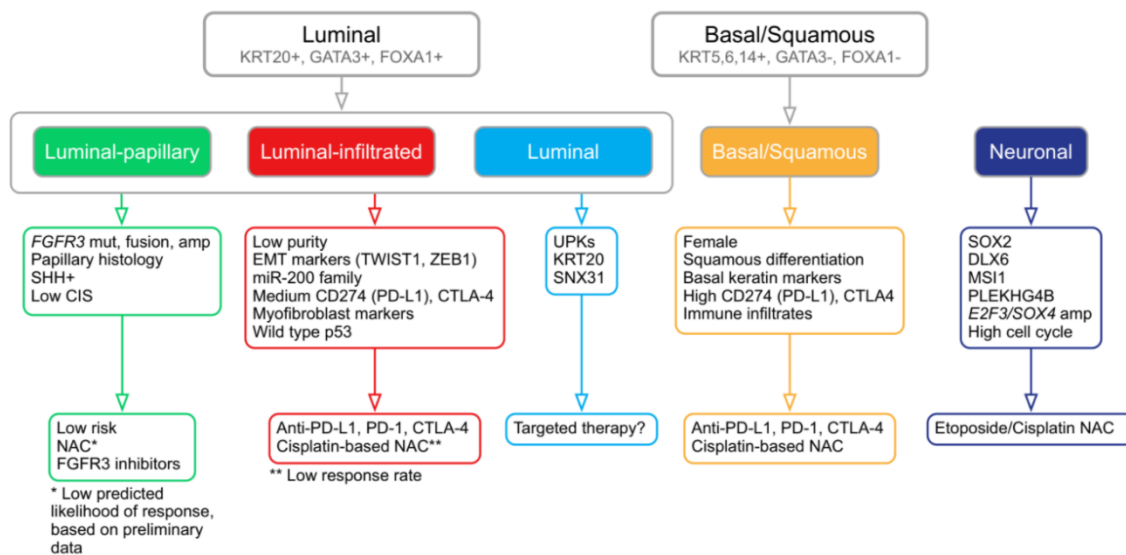 Luminal
KRT20+, GATA3+, FOXA1+
Basal/Squamous
KRT5,6,14+, GATA3-, FOXA1-
Luminal-papillary
Luminal-infiltrated
Luminal
Basal/Squamous
Neuronal
FGFR3 mut, fusion, amp
Papillary histology
SHH+
Low CIS
Low purity
EMT markers (TWIST1, ZEB1)
miR-200 family
Medium CD274 (PD-L1), CTLA-4
Myofibroblast markers
Wild type p53
UPKs
KRT20
SNX31
Female
Squamous differentiation
Basal keratin markers
High CD274 (PD-L1), CTLA4
Immune infiltrates
SOX2
DLX6
MSI1
PLEKHG4B
E2F3/SOX4 amp
High cell cycle
Low risk
NAC*
FGFR3 inhibitors
* Low predicted
likelihood of response,
based on preliminary
data
Anti-PD-L1, PD-1, CTLA-4
Cisplatin-based NAC**
** Low response rate
Targeted therapy?
Anti-PD-L1, PD-1, CTLA-4
Cisplatin-based NAC
Etoposide/Cisplatin NAC